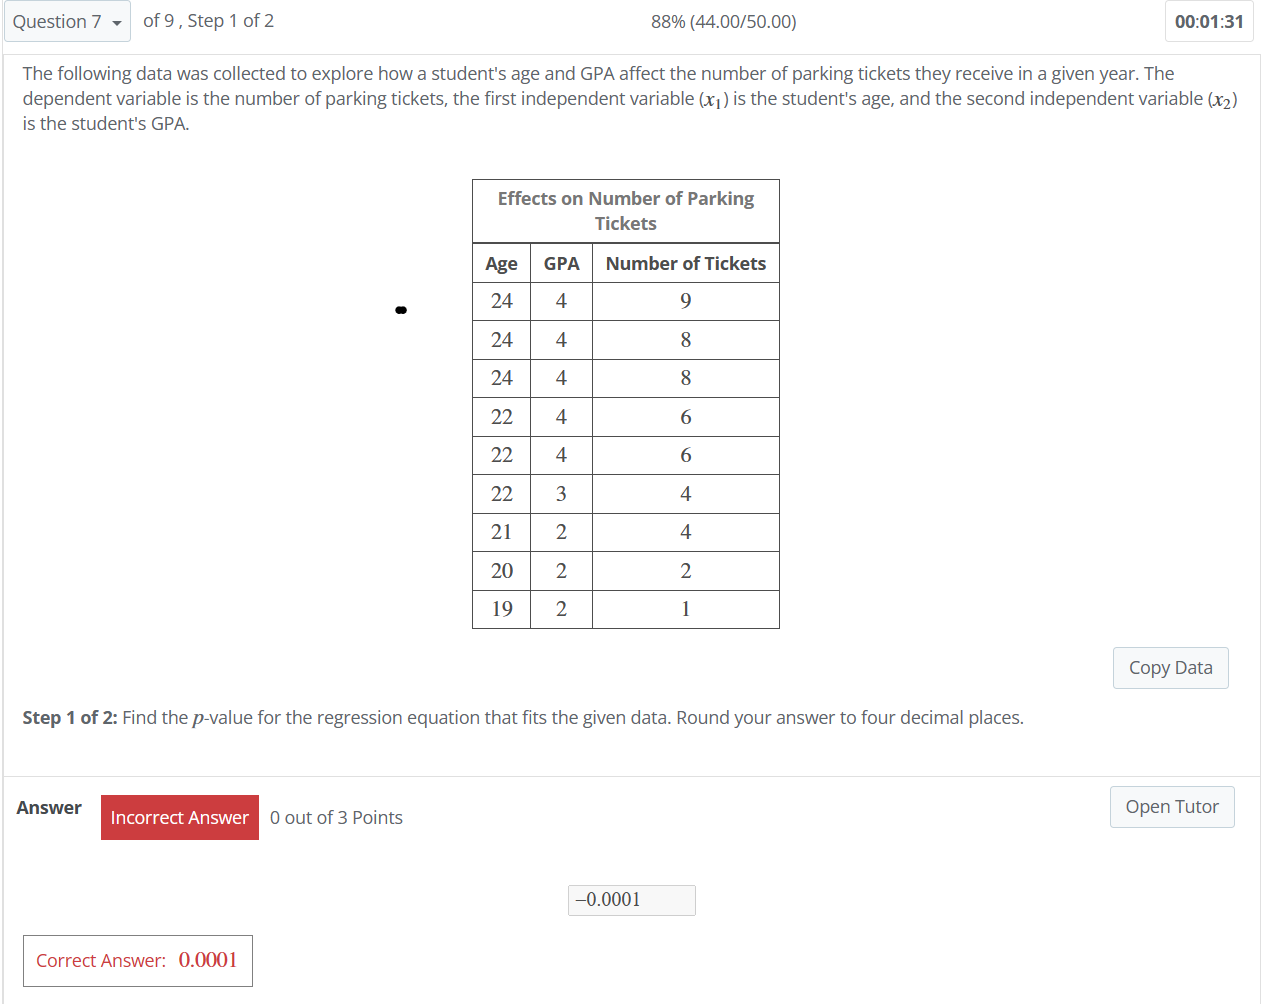 Question 7 of 9 , Step 1 of 2 88% (44.00/50.00) 00:01:31
The following data was collected to explore how a student's age and GPA affect the number of parking tickets they receive in a given year. The
dependent variable is the number of parking tickets, the first independent variable (x₁) is the student's age, and the second independent variable (x₂)
is the student's GPA.
Effects on Number of Parking
Tickets
Age GPA Number of Tickets
24 4 9
24 4 8
24 4 8
22 4 6
22 4 6
22 3 4
21 2 4
20 2 2
19 2 1
Copy Data
Step 1 of 2: Find the p-value for the regression equation that fits the given data. Round your answer to four decimal places.
Answer Incorrect Answer 0 out of 3 Points Open Tutor
−0.0001
Correct Answer: 0.0001